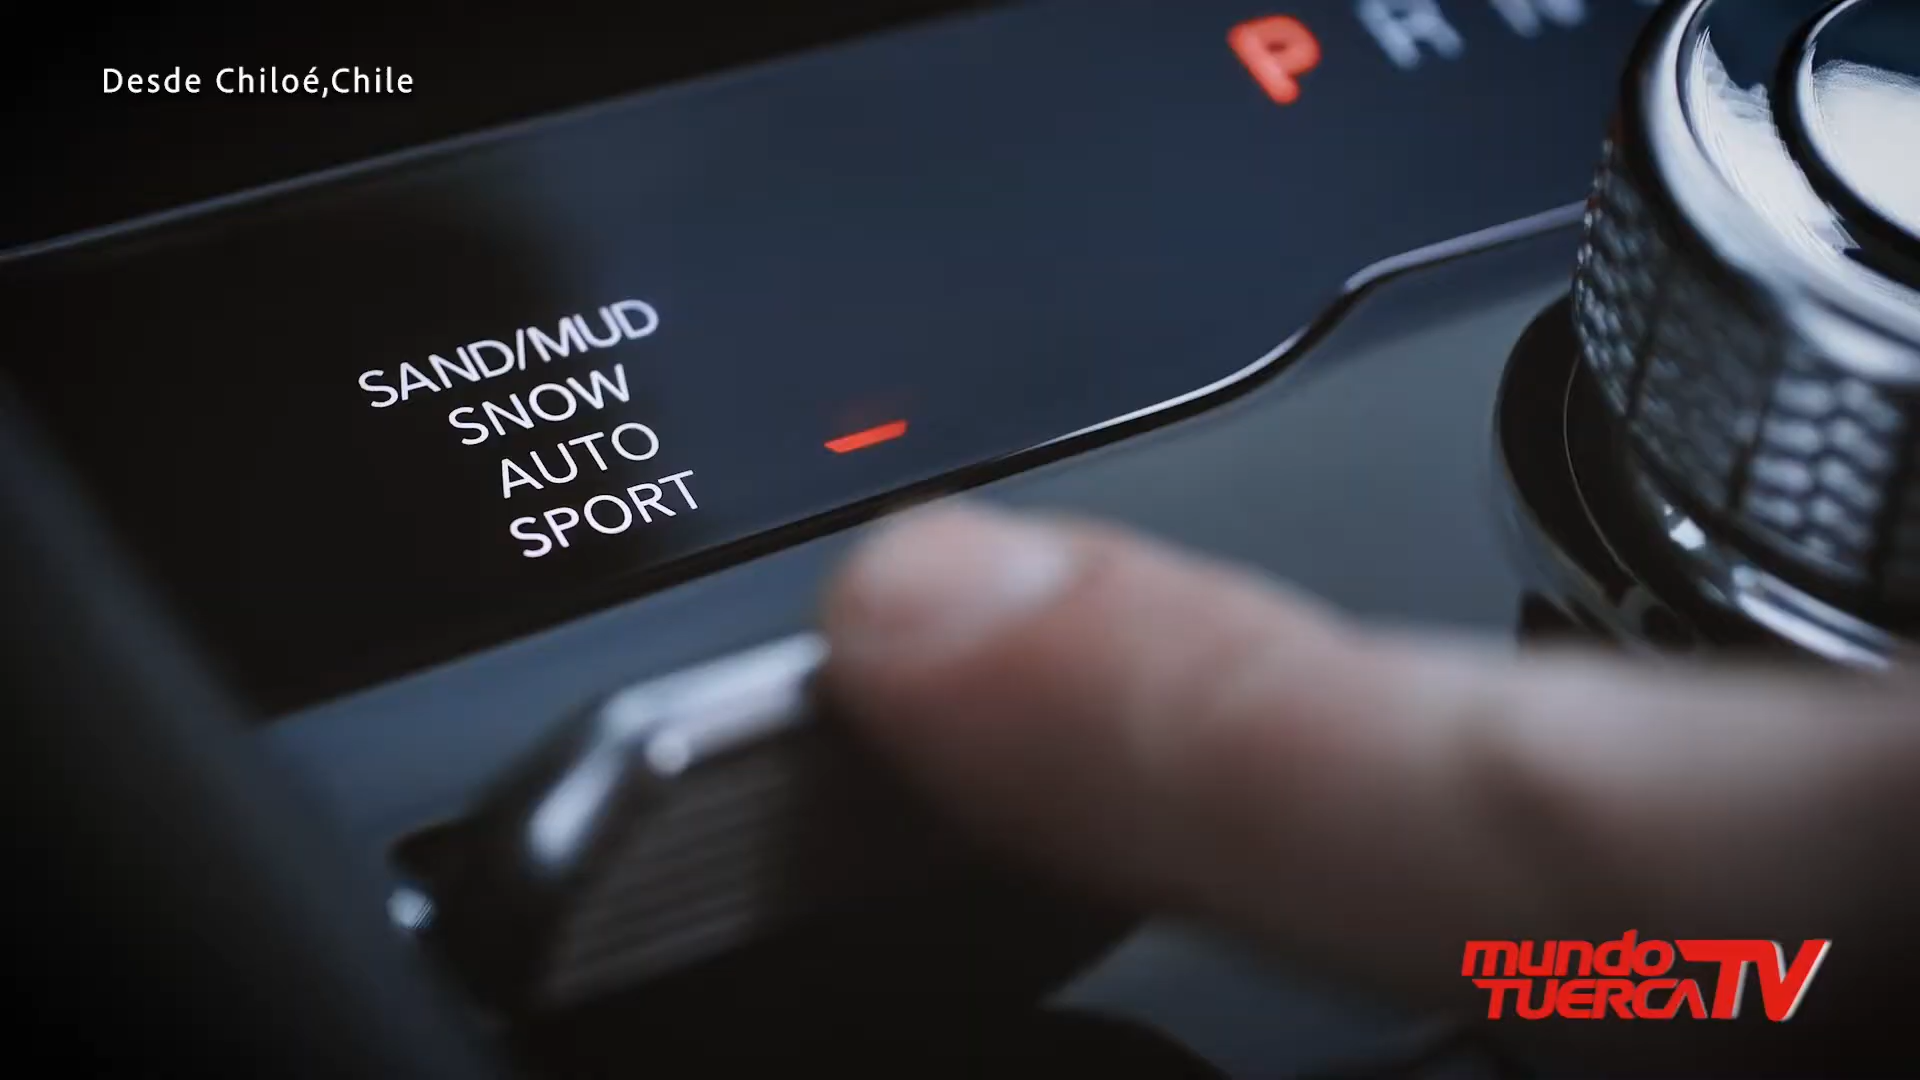 Desde Chiloé,Chile
P R N
SAND/MUD
SNOW
AUTO
SPORT
mundo
TUERCA TV